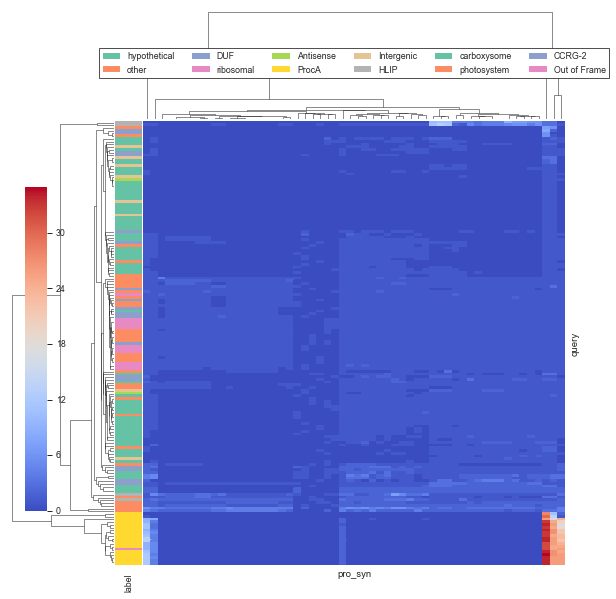 hypothetical DUF Antisense Intergenic carboxysome CCRG-2
other ribosomal ProcA HLIP photosystem Out of Frame
30
24
18
12
6
0
query
label
pro_syn